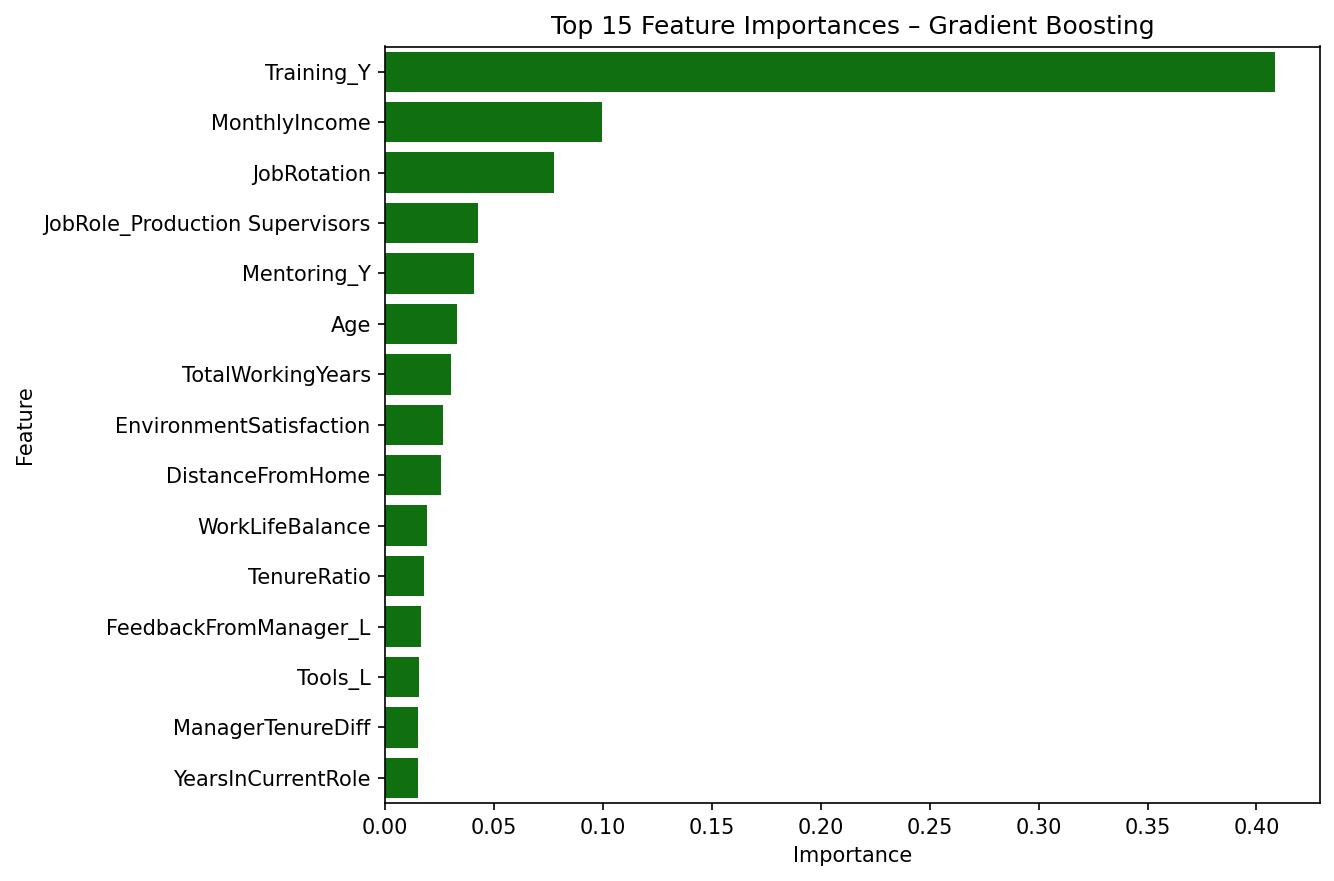 Top 15 Feature Importances – Gradient Boosting
Training_Y
MonthlyIncome
JobRotation
JobRole_Production Supervisors
Mentoring_Y
Age
TotalWorkingYears
EnvironmentSatisfaction
DistanceFromHome
WorkLifeBalance
TenureRatio
FeedbackFromManager_L
Tools_L
ManagerTenureDiff
YearsInCurrentRole
Feature
0.00 0.05 0.10 0.15 0.20 0.25 0.30 0.35 0.40
Importance